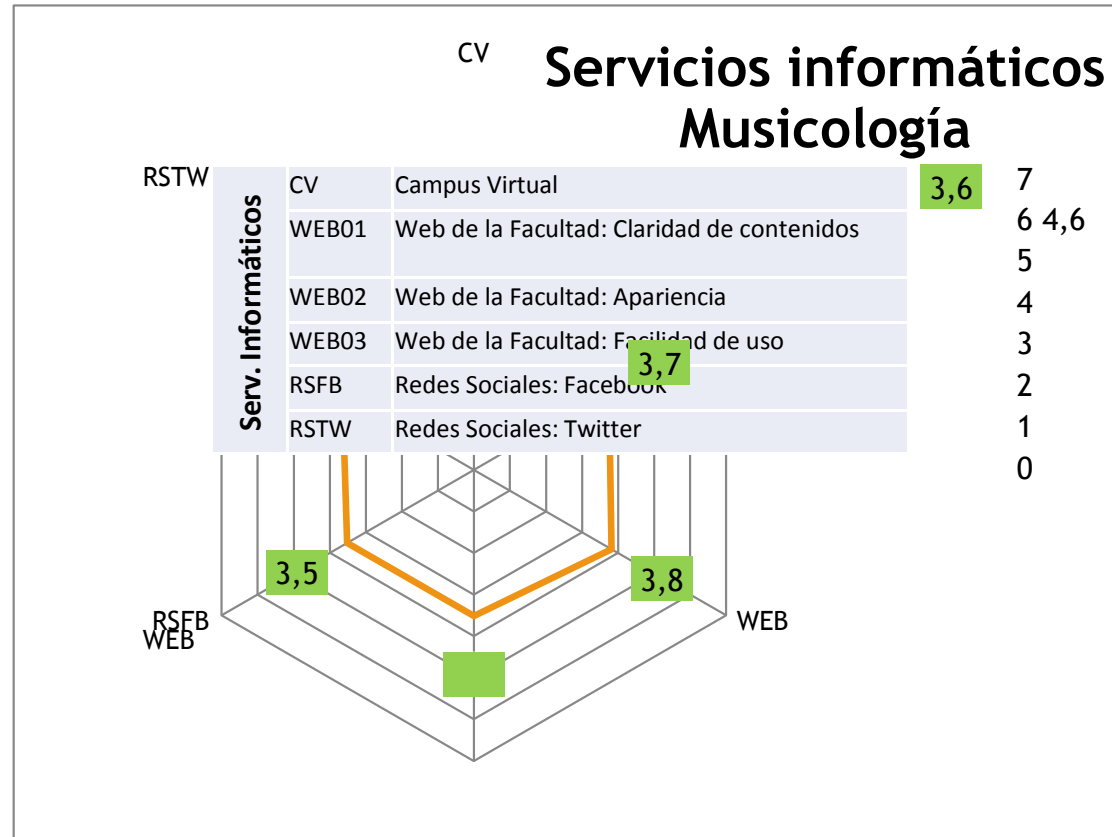 CV
Servicios informáticos
Musicología
RSTW
Serv. Informáticos
CV Campus Virtual
WEB01 Web de la Facultad: Claridad de contenidos
WEB02 Web de la Facultad: Apariencia
WEB03 Web de la Facultad: Facilidad de uso
RSFB Redes Sociales: Facebook
RSTW Redes Sociales: Twitter
3,6
7
6 4,6
5
4
3
2
1
0
3,7
3,5
3,8
RSFB
WEB
WEB